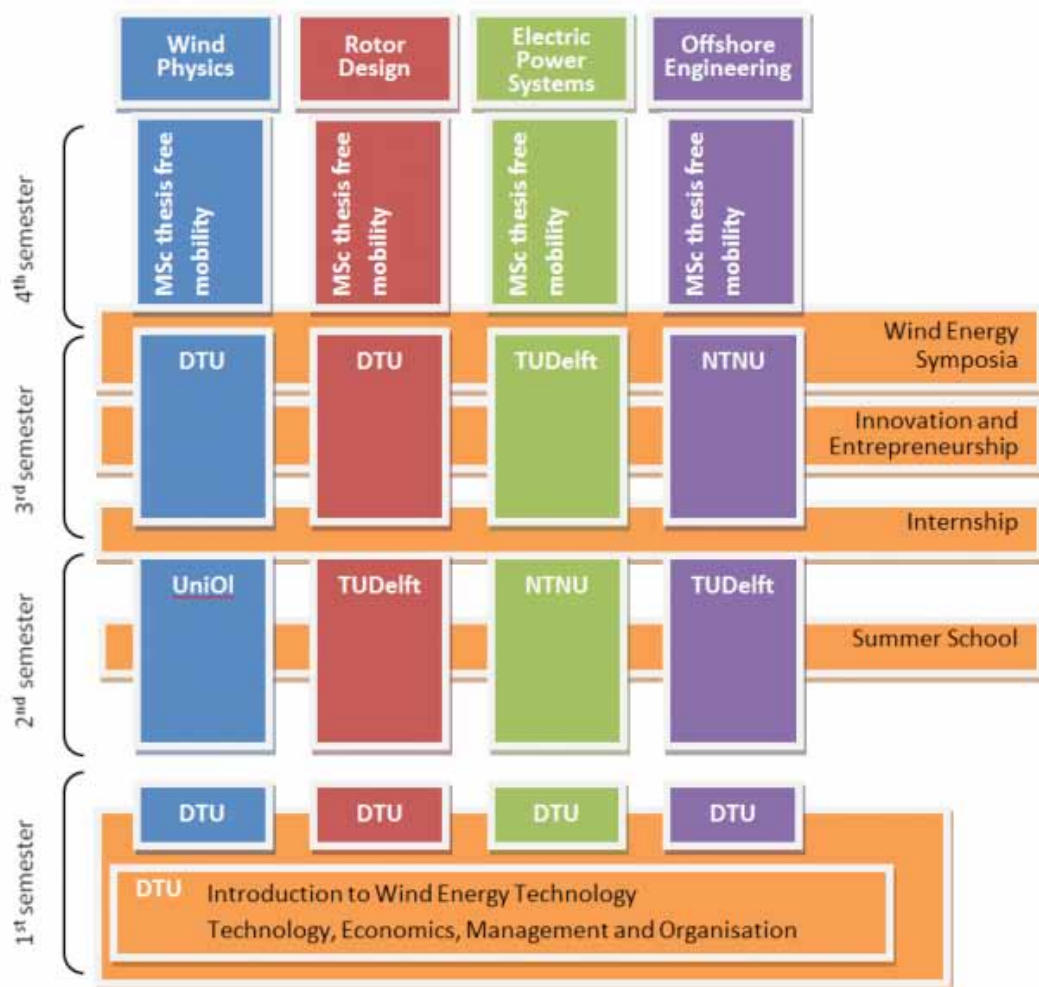 Wind
Physics
Rotor
Design
Electric
Power
Systems
Offshore
Engineering
4th semester
MSc thesis free
mobility
MSc thesis free
mobility
MSc thesis free
mobility
MSc thesis free
mobility
Wind Energy
Symposia
3rd semester
DTU
DTU
TUDelft
NTNU
Innovation and
Entrepreneurship
Internship
2nd semester
UniOl
TUDelft
NTNU
TUDelft
Summer School
1st semester
DTU
DTU
DTU
DTU
DTU Introduction to Wind Energy Technology
Technology, Economics, Management and Organisation